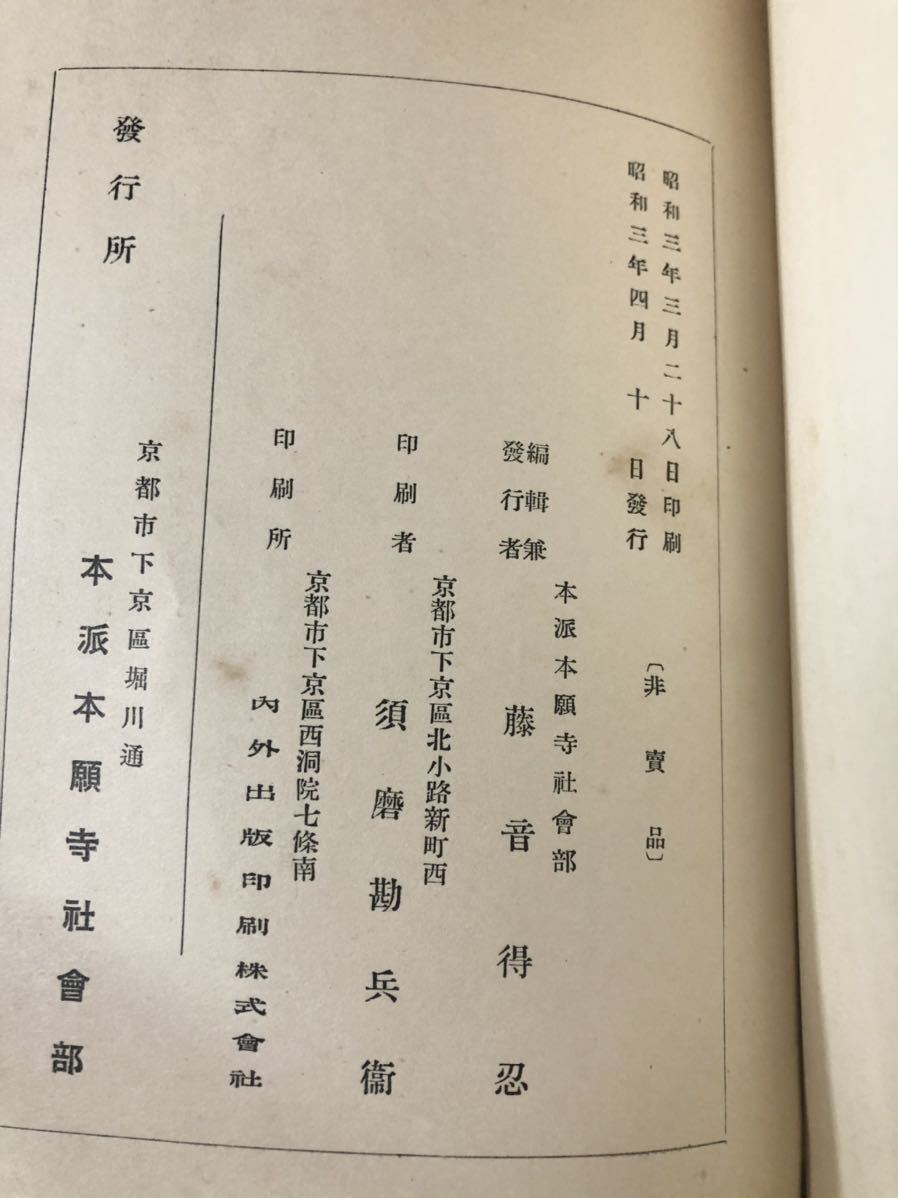 昭和三年三月二十八日印刷
昭和三年四月 十 日發行
〔非賣品〕
編輯兼
發行者
本派本願寺社會部
藤音得忍
印刷者
京都市下京區北小路新町西
須磨勘兵衞
印刷所
京都市下京區西洞院七條南
內外出版印刷株式會社
發行所
京都市下京區堀川通
本派本願寺社會部